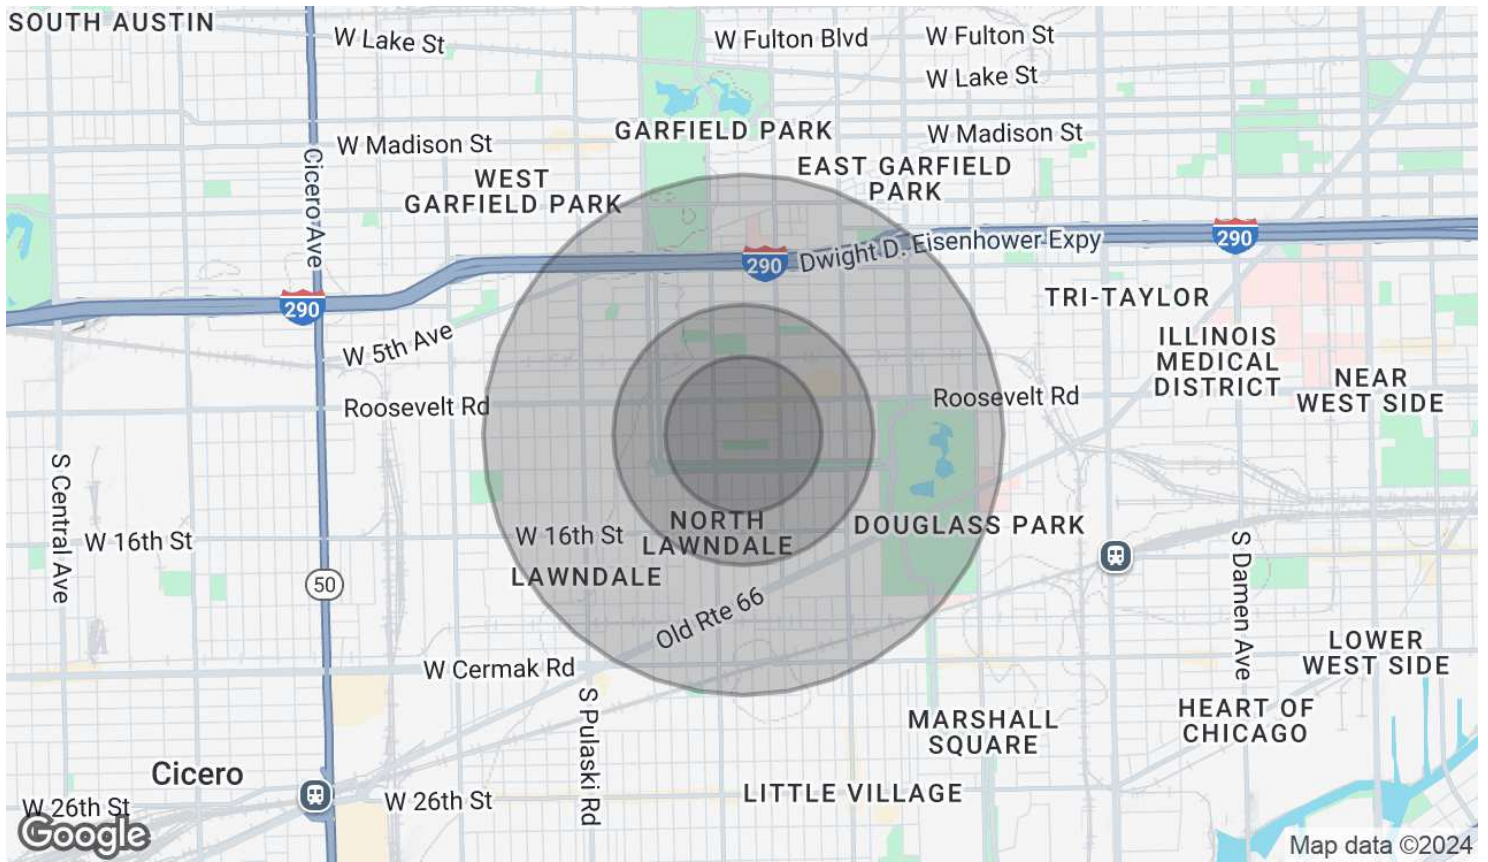 SOUTH AUSTIN
W Lake St
W Fulton Blvd
W Fulton St
W Lake St
W Madison St
GARFIELD PARK
W Madison St
Cicero Ave
WEST
GARFIELD PARK
EAST GARFIELD
PARK
290
Dwight D. Eisenhower Expy
290
290
TRI-TAYLOR
W 5th Ave
ILLINOIS
MEDICAL
DISTRICT
NEAR
WEST SIDE
Roosevelt Rd
Roosevelt Rd
S Central Ave
W 16th St
W 16th St
NORTH
LAWNDALE
DOUGLASS PARK
LAWNDALE
50
S Damen Ave
Old Rte 66
W Cermak Rd
LOWER
WEST SIDE
S Pulaski Rd
MARSHALL
SQUARE
HEART OF
CHICAGO
Cicero
W 26th St
W 26th St
LITTLE VILLAGE
Google
Map data ©2024